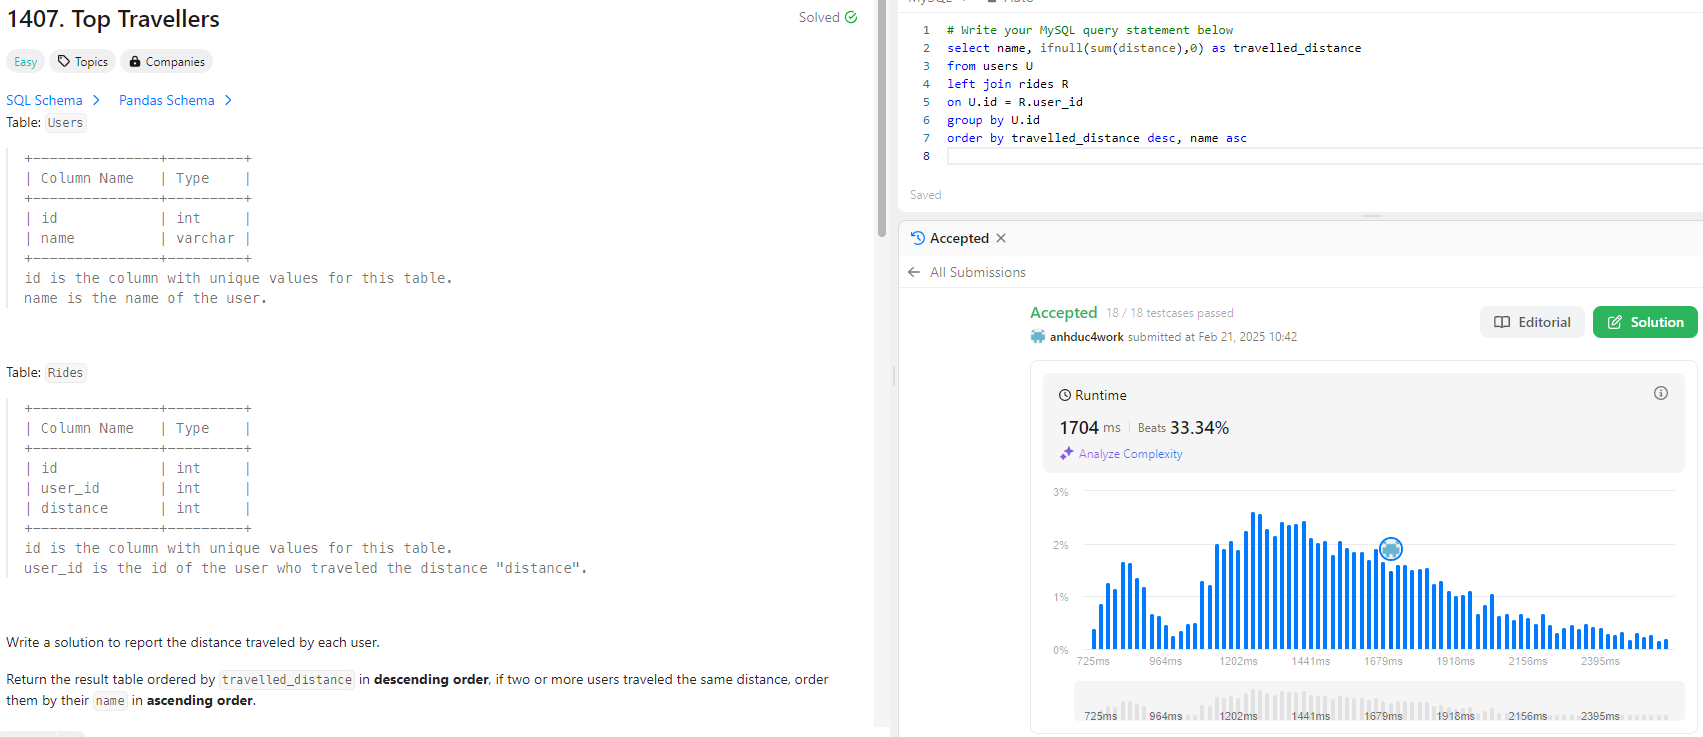 1407. Top Travellers
Solved
Easy
Topics
Companies
SQL Schema
Pandas Schema
Table: Users
+---------------+---------+
| Column Name   | Type    |
+---------------+---------+
| id            | int     |
| name          | varchar |
+---------------+---------+
id is the column with unique values for this table.
name is the name of the user.
Table: Rides
+---------------+---------+
| Column Name   | Type    |
+---------------+---------+
| id            | int     |
| user_id       | int     |
| distance      | int     |
+---------------+---------+
id is the column with unique values for this table.
user_id is the id of the user who traveled the distance "distance".
Write a solution to report the distance traveled by each user.
Return the result table ordered by travelled_distance in descending order, if two or more users traveled the same distance, order
them by their name in ascending order.
MySQL Auto
1 # Write your MySQL query statement below
2 select name, ifnull(sum(distance),0) as travelled_distance
3 from users U
4 left join rides R
5 on U.id = R.user_id
6 group by U.id
7 order by travelled_distance desc, name asc
8
Saved
Accepted
All Submissions
Accepted 18 / 18 testcases passed
anhduc4work submitted at Feb 21, 2025 10:42
Editorial
Solution
Runtime
1704 ms Beats 33.34%
Analyze Complexity
3%
2%
1%
0%
725ms 964ms 1202ms 1441ms 1679ms 1918ms 2156ms 2395ms
725ms 964ms 1202ms 1441ms 1679ms 1918ms 2156ms 2395ms